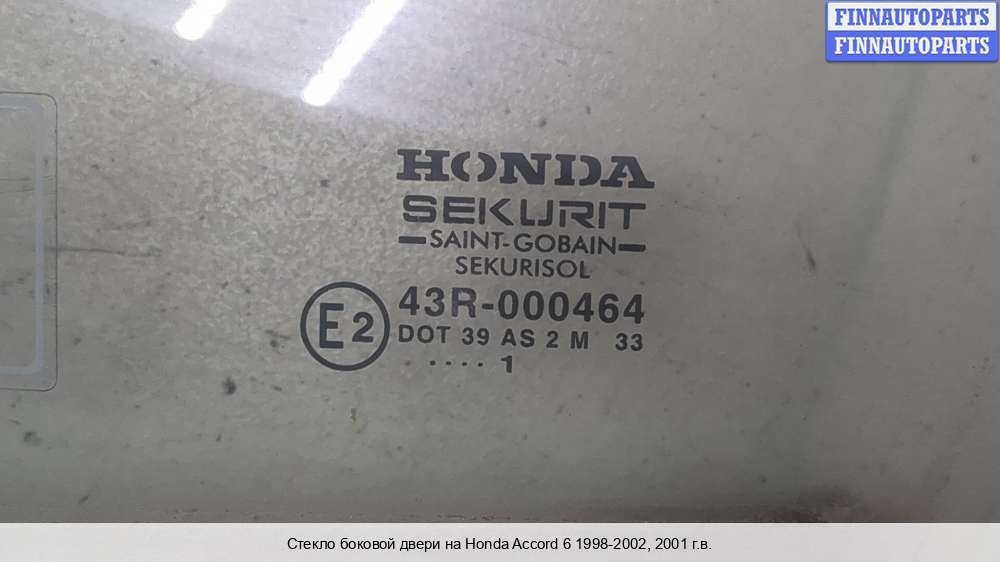 FINNAUTOPARTS
FINNAUTOPARTS
HONDA
SEKURIT
SAINT-GOBAIN
SEKURISOL
E2
43R-000464
DOT 39 AS 2 M 33
.... 1
Стекло боковой двери на Honda Accord 6 1998-2002, 2001 г.в.